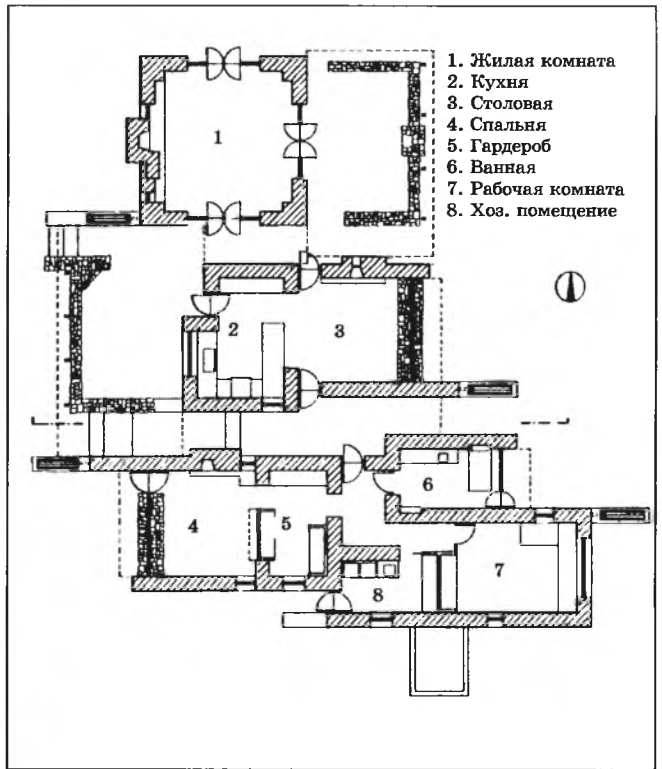 1. Жилая комната
2. Кухня
3. Столовая
4. Спальня
5. Гардероб
6. Ванная
7. Рабочая комната
8. Хоз. помещение
1
2
3
6
4
5
7
8